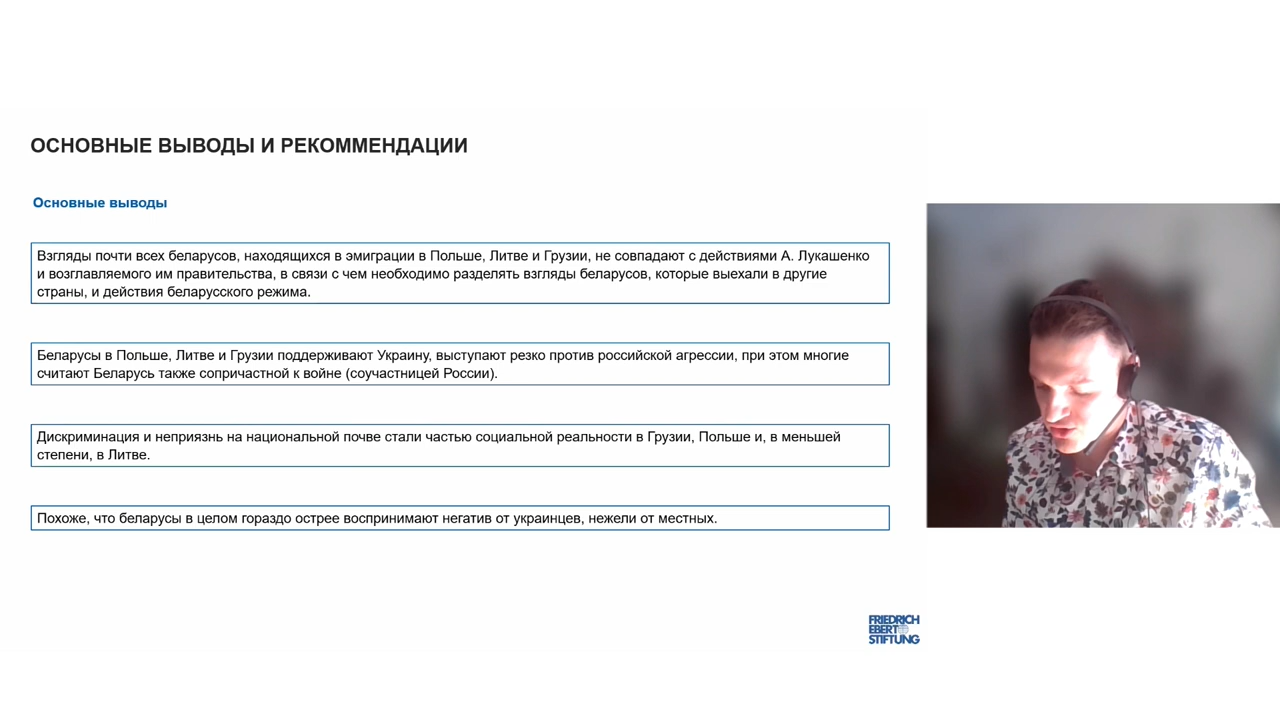 ОСНОВНЫЕ ВЫВОДЫ И РЕКОММЕНДАЦИИ
Основные выводы
Взгляды почти всех беларусов, находящихся в эмиграции в Польше, Литве и Грузии, не совпадают с действиями А. Лукашенко
и возглавляемого им правительства, в связи с чем необходимо разделять взгляды беларусов, которые выехали в другие
страны, и действия беларусского режима.
Беларусы в Польше, Литве и Грузии поддерживают Украину, выступают резко против российской агрессии, при этом многие
считают Беларусь также сопричастной к войне (соучастницей России).
Дискриминация и неприязнь на национальной почве стали частью социальной реальности в Грузии, Польше и, в меньшей
степени, в Литве.
Похоже, что беларусы в целом гораздо острее воспринимают негатив от украинцев, нежели от местных.
FRIEDRICH
EBERT
STIFTUNG